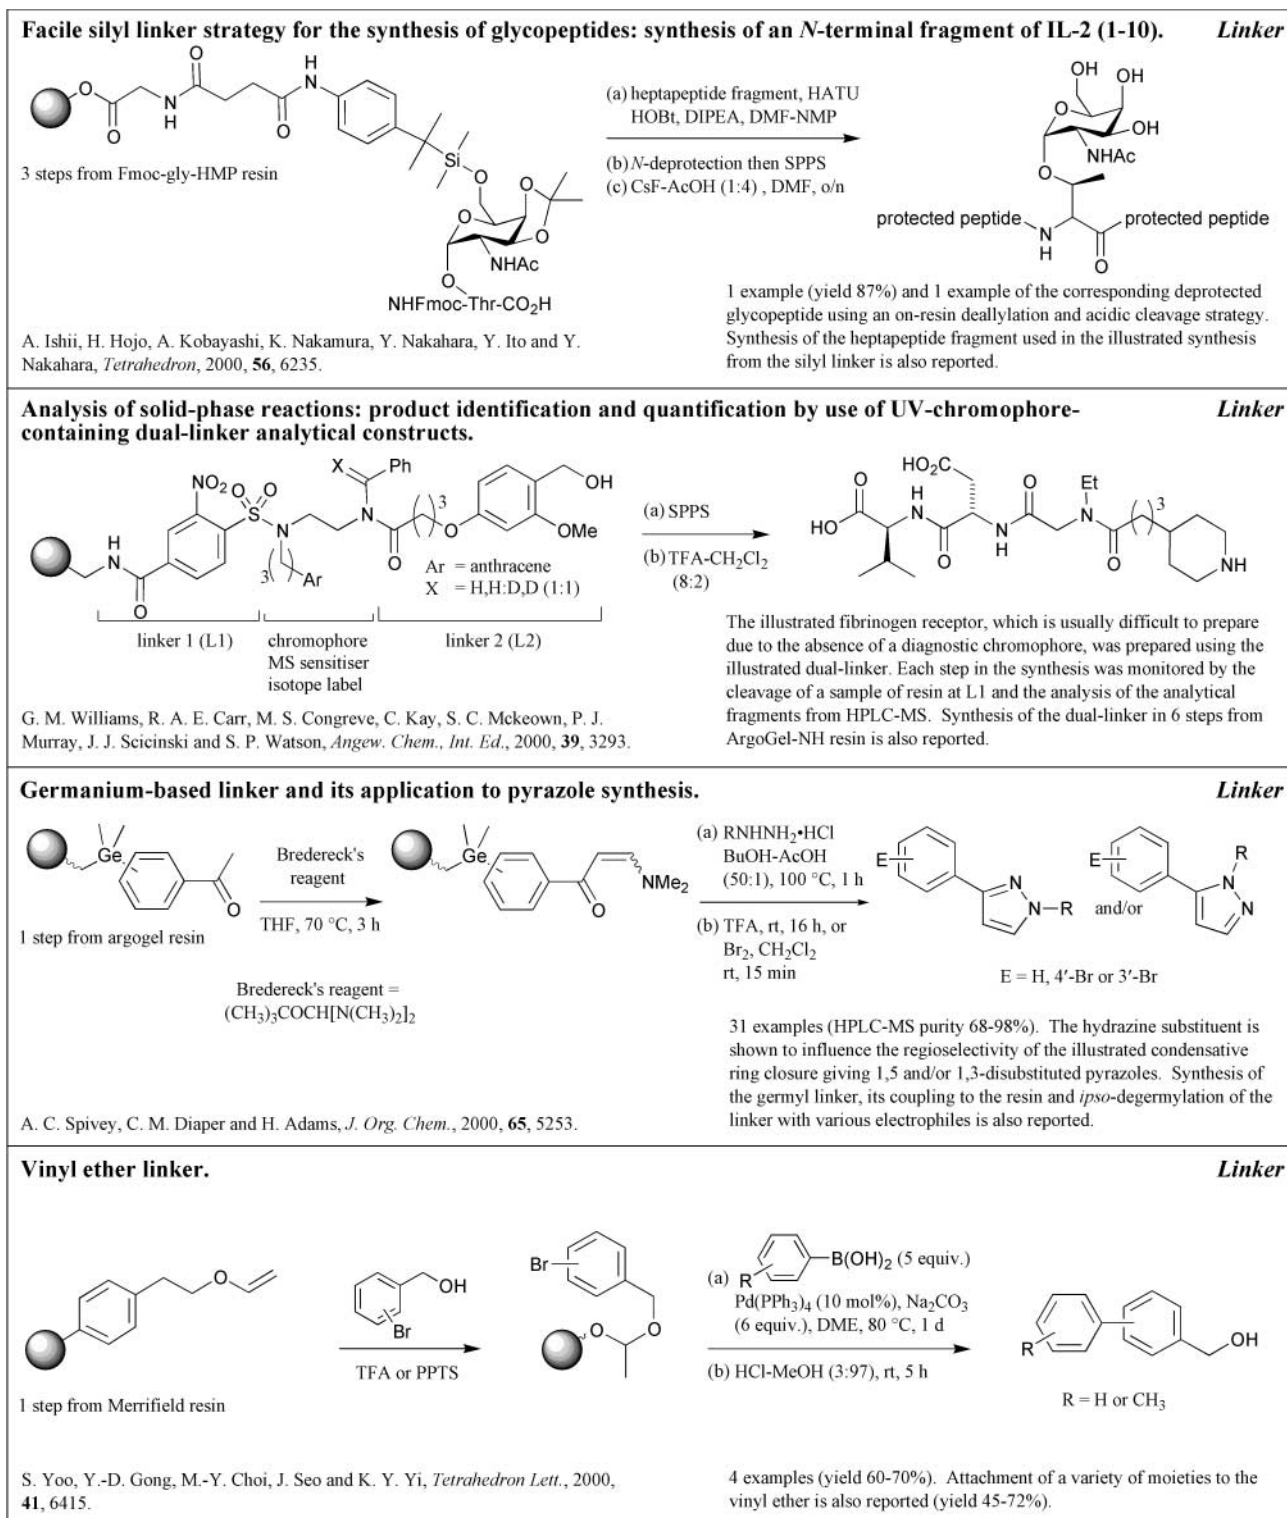 Facile silyl linker strategy for the synthesis of glycopeptides: synthesis of an N-terminal fragment of IL-2 (1-10). Linker
O
O
O
N
H
O
H
N
O
Si
O
O
O
O
NHAc
O
NHFmoc-Thr-CO2H
3 steps from Fmoc-gly-HMP resin
(a) heptapeptide fragment, HATU
HOBt, DIPEA, DMF-NMP
(b) N-deprotection then SPPS
(c) CsF-AcOH (1:4) , DMF, o/n
OH
OH
O
OH
NHAc
O
protected peptide
N
H
O
protected peptide
1 example (yield 87%) and 1 example of the corresponding deprotected
glycopeptide using an on-resin deallylation and acidic cleavage strategy.
Synthesis of the heptapeptide fragment used in the illustrated synthesis
from the silyl linker is also reported.
A. Ishii, H. Hojo, A. Kobayashi, K. Nakamura, Y. Nakahara, Y. Ito and Y.
Nakahara, Tetrahedron, 2000, 56, 6235.
Analysis of solid-phase reactions: product identification and quantification by use of UV-chromophore- Linker
containing dual-linker analytical constructs.
H
N
O
NO2
O
O
S
N
3
Ar
X
Ph
N
O
3
O
OMe
OH
Ar = anthracene
X = H,H:D,D (1:1)
linker 1 (L1)
chromophore
MS sensitiser
isotope label
linker 2 (L2)
(a) SPPS
(b) TFA-CH2Cl2
(8:2)
HO
O
H
N
O
HO2C
N
H
O
Et
N
O
3
NH
The illustrated fibrinogen receptor, which is usually difficult to prepare
due to the absence of a diagnostic chromophore, was prepared using the
illustrated dual-linker. Each step in the synthesis was monitored by the
cleavage of a sample of resin at L1 and the analysis of the analytical
fragments from HPLC-MS. Synthesis of the dual-linker in 6 steps from
ArgoGel-NH resin is also reported.
G. M. Williams, R. A. E. Carr, M. S. Congreve, C. Kay, S. C. Mckeown, P. J.
Murray, J. J. Scicinski and S. P. Watson, Angew. Chem., Int. Ed., 2000, 39, 3293.
Germanium-based linker and its application to pyrazole synthesis. Linker
Ge
O
1 step from argogel resin
Bredereck's
reagent
THF, 70 °C, 3 h
Ge
O
NMe2
(a) RNHNH2•HCl
BuOH-AcOH
(50:1), 100 °C, 1 h
(b) TFA, rt, 16 h, or
Br2, CH2Cl2
rt, 15 min
E
N
N
R
and/or
E
R
N
N
E = H, 4′-Br or 3′-Br
Bredereck's reagent =
(CH3)3COCH[N(CH3)2]2
31 examples (HPLC-MS purity 68-98%). The hydrazine substituent is
shown to influence the regioselectivity of the illustrated condensative
ring closure giving 1,5 and/or 1,3-disubstituted pyrazoles. Synthesis of
the germyl linker, its coupling to the resin and ipso-degermylation of the
linker with various electrophiles is also reported.
A. C. Spivey, C. M. Diaper and H. Adams, J. Org. Chem., 2000, 65, 5253.
Vinyl ether linker. Linker
O
1 step from Merrifield resin
OH
Br
TFA or PPTS
Br
O
O
(a)
R
B(OH)2 (5 equiv.)
Pd(PPh3)4 (10 mol%), Na2CO3
(6 equiv.), DME, 80 °C, 1 d
(b) HCl-MeOH (3:97), rt, 5 h
R
OH
R = H or CH3
S. Yoo, Y.-D. Gong, M.-Y. Choi, J. Seo and K. Y. Yi, Tetrahedron Lett., 2000,
41, 6415.
4 examples (yield 60-70%). Attachment of a variety of moieties to the
vinyl ether is also reported (yield 45-72%).